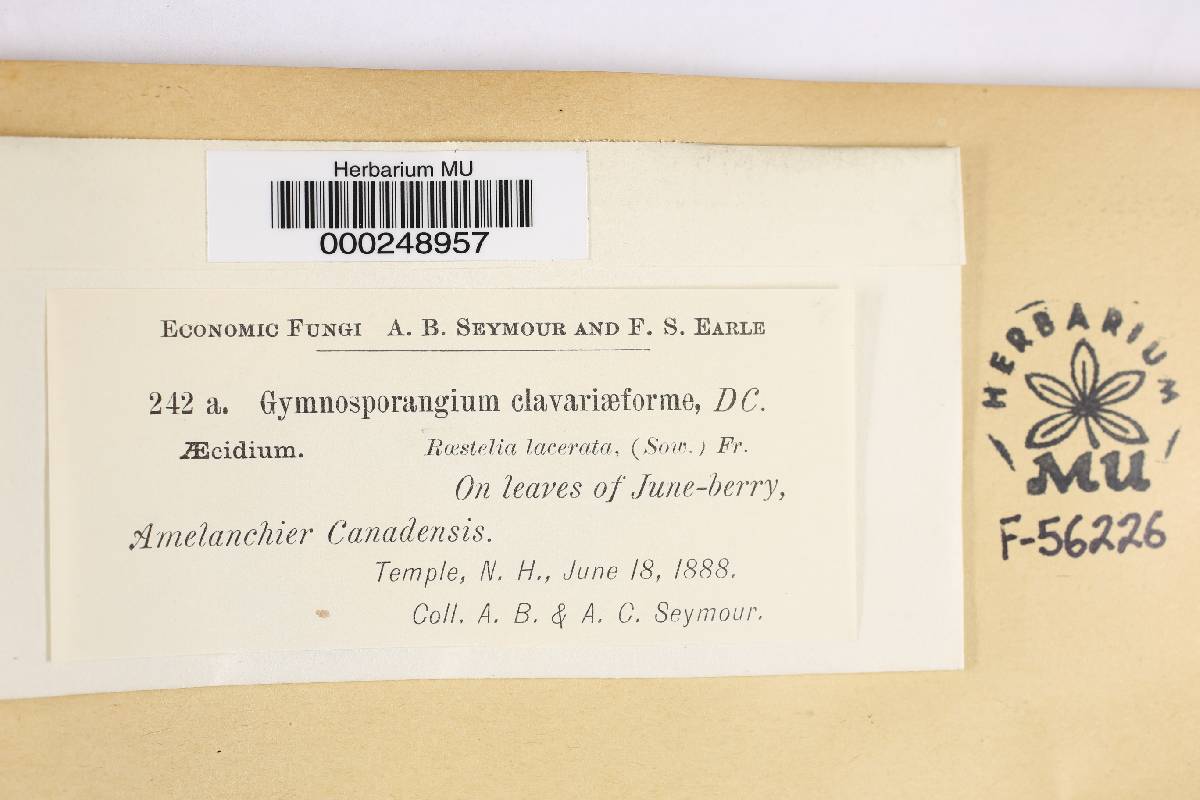 Herbarium MU
000248957
ECONOMIC FUNGI A. B. SEYMOUR AND F. S. EARLE
242 a. Gymnosporangium clavariæforme, DC.
Æcidium. Rœstelia lacerata, (Sow.) Fr.
On leaves of June-berry,
Amelanchier Canadensis.
Temple, N. H., June 18, 1888.
Coll. A. B. & A. C. Seymour.
HERBARIUM
MU
F-56226